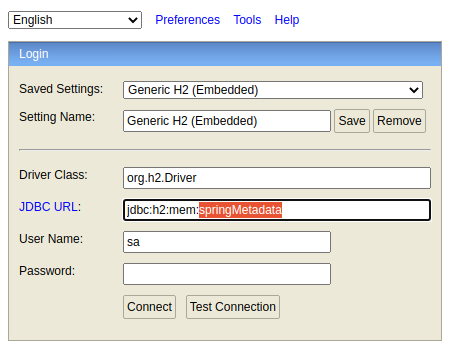 English Preferences Tools Help
Login
Saved Settings: Generic H2 (Embedded)
Setting Name: Generic H2 (Embedded) Save Remove
Driver Class: org.h2.Driver
JDBC URL: jdbc:h2:mem:springMetadata
User Name: sa
Password:
Connect Test Connection